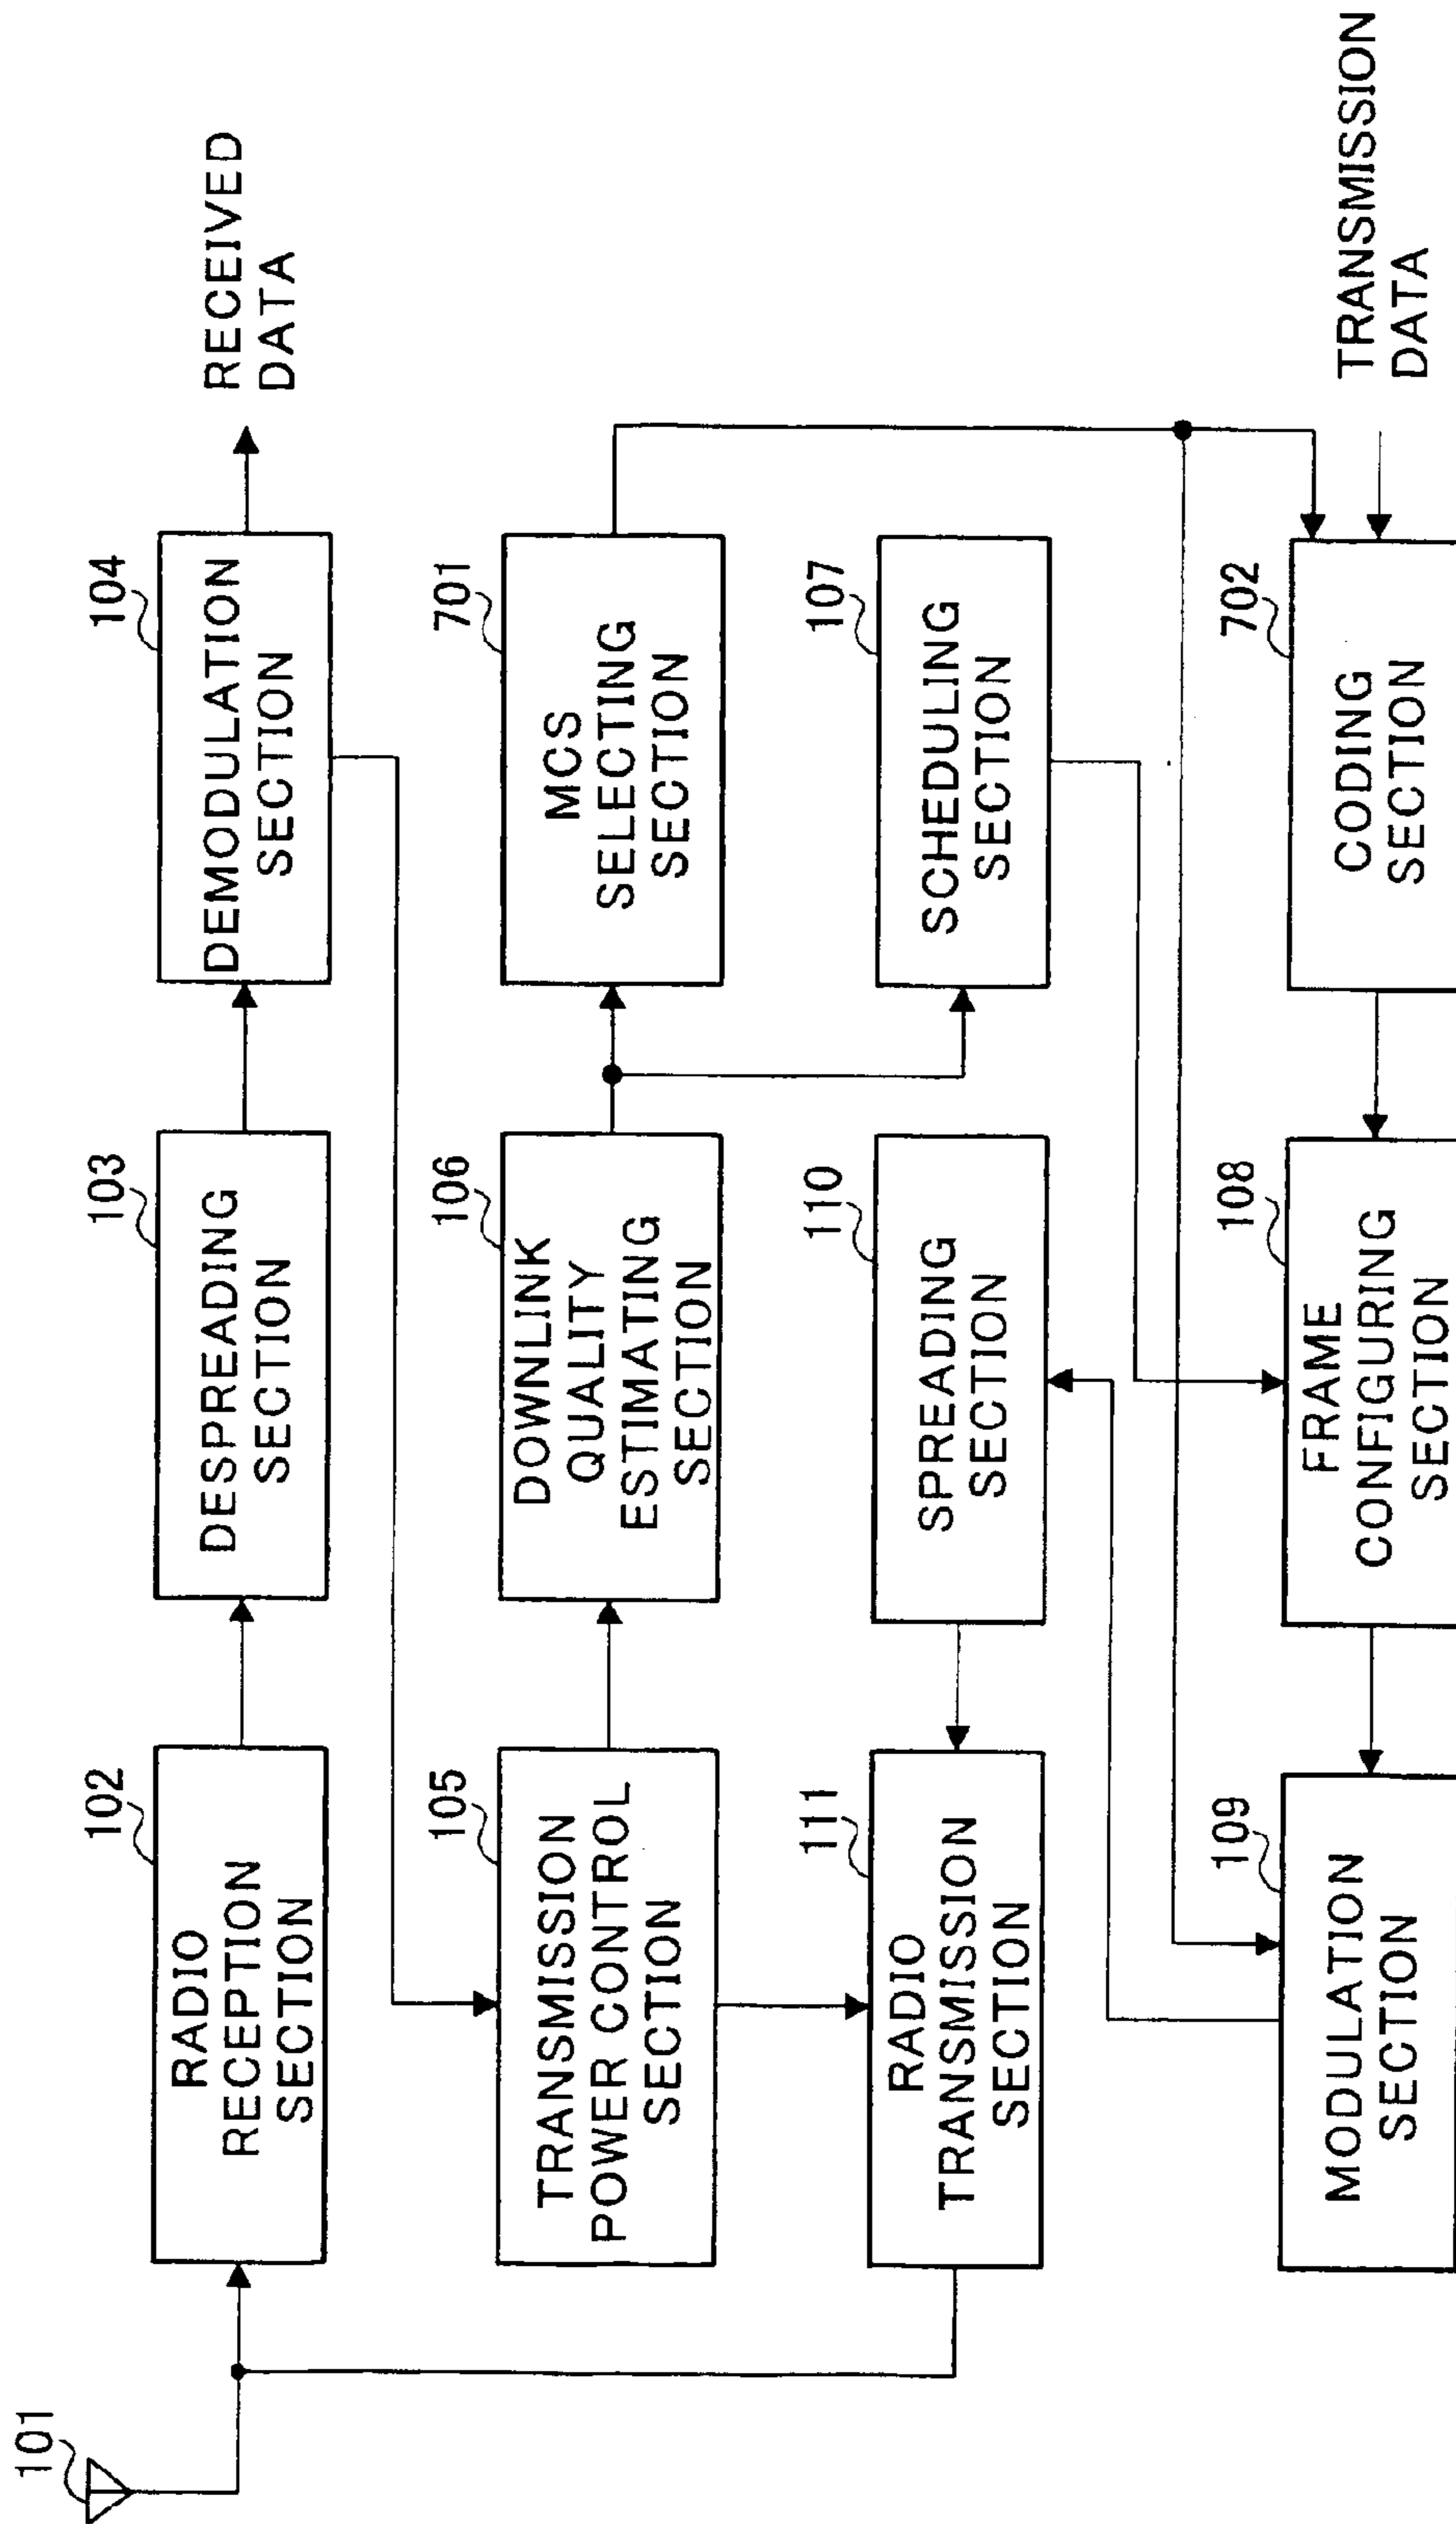 101
102
RADIO
RECEPTION
SECTION
103
DESPREADING
SECTION
104
DEMODULATION
SECTION
RECEIVED
DATA
105
TRANSMISSION
POWER CONTROL
SECTION
106
DOWNLINK
QUALITY
ESTIMATING
SECTION
701
MCS
SELECTING
SECTION
111
RADIO
TRANSMISSION
SECTION
110
SPREADING
SECTION
107
SCHEDULING
SECTION
109
MODULATION
SECTION
108
FRAME
CONFIGURING
SECTION
702
CODING
SECTION
TRANSMISSION
DATA